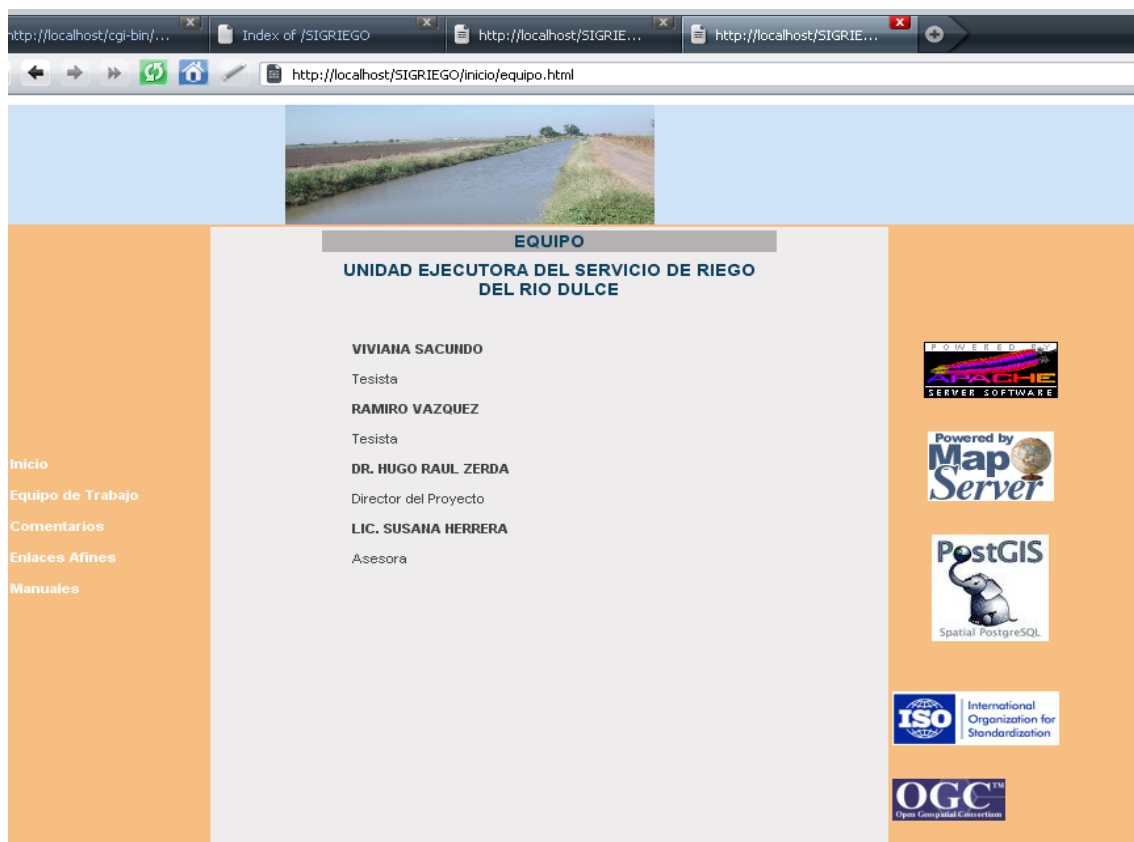 http://localhost/cgi-bin/...
Index of /SIGRIEGO
http://localhost/SIGRIE...
http://localhost/SIGRIE...
http://localhost/SIGRIEGO/inicio/equipo.html
EQUIPO
UNIDAD EJECUTORA DEL SERVICIO DE RIEGO
DEL RIO DULCE
VIVIANA SACUNDO
Tesista
RAMIRO VAZQUEZ
Tesista
DR. HUGO RAUL ZERDA
Director del Proyecto
LIC. SUSANA HERRERA
Asesora
Inicio
Equipo de Trabajo
Comentarios
Enlaces Afines
Manuales
POWERED BY
APACHE
SERVER SOFTWARE
Powered by
Map
Server
PostGIS
Spatial PostgreSQL
ISO
International
Organization for
Standardization
OGC™
Open Geospatial Consortium